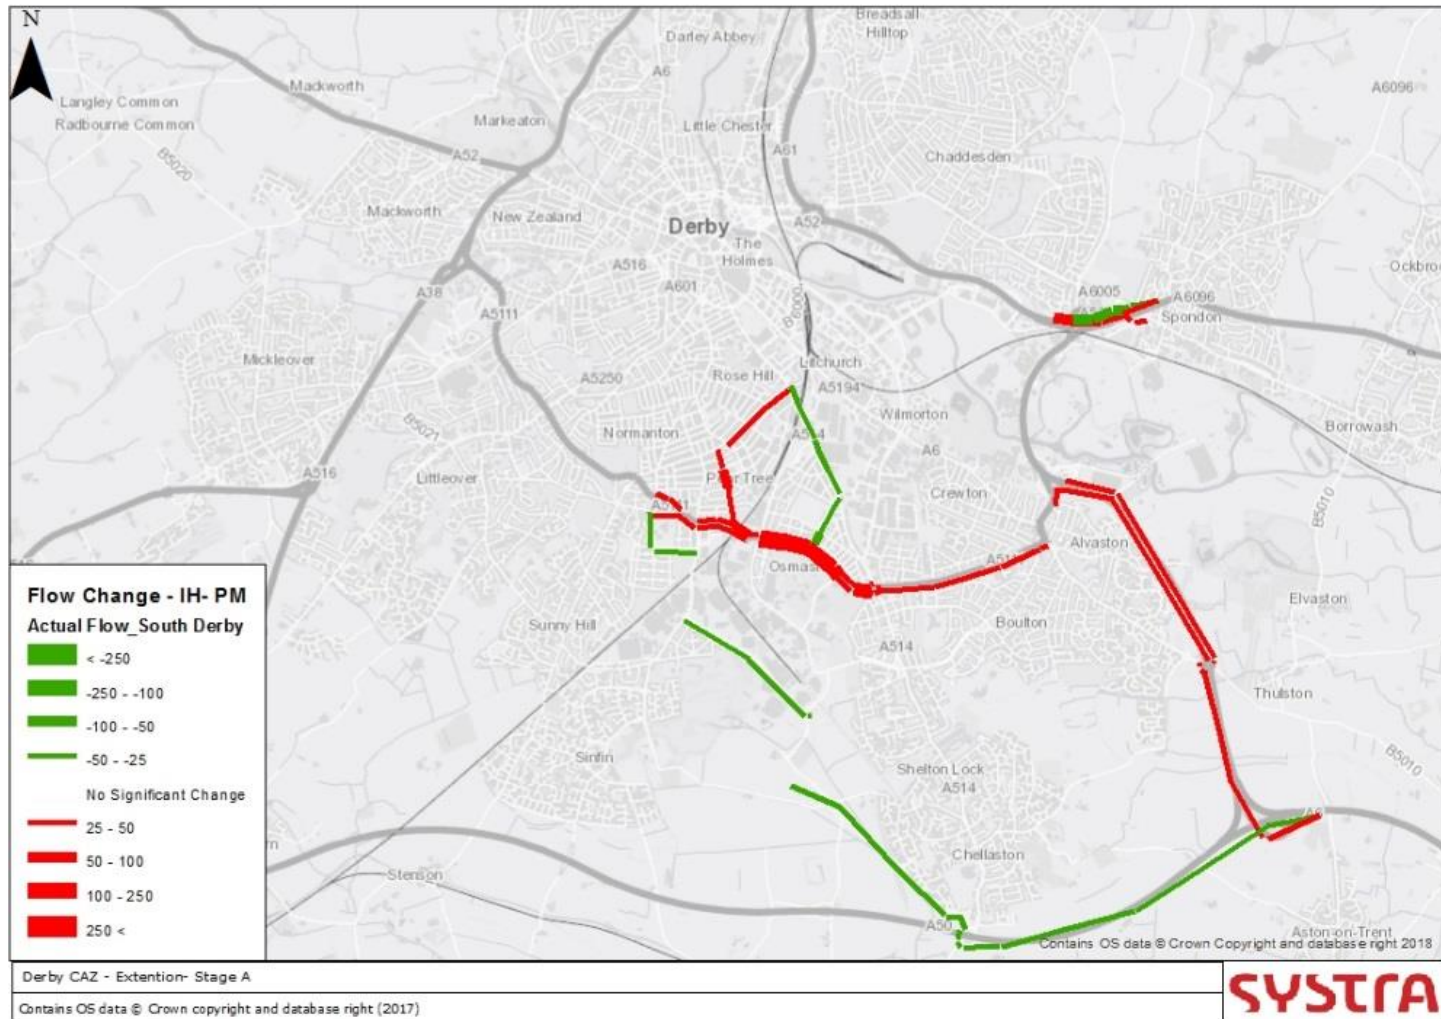 N
Darley Abbey
Breadsall
Hilltop
A6
Mackworth
A6096
Langley Common
Radbourne Common
Markeaton
Little Chester
A61
Chaddesden
B5020
A52
Mackworth
New Zealand
Derby
A52
The
Holmes
A516
A38
A601
A6005
A6096
Spondon
A5111
Mickleover
Litchurch
Rose Hill
A5250
A5194
Wilmorton
Borrowash
B5021
Normanton
A6
A516
Littleover
Crewton
B5010
Alvaston
Elvaston
Sunny Hill
Boulton
A514
Thulston
Sinfin
Shelton Lock
A514
B5010
Chellaston
Stenson
A50
Aston-on-Trent
Contains OS data © Crown Copyright and database right 2018
Flow Change - IH- PM
Actual Flow_South Derby
< -250
-250 - -100
-100 - -50
-50 - -25
No Significant Change
25 - 50
50 - 100
100 - 250
250 <
Derby CAZ - Extention- Stage A
Contains OS data © Crown copyright and database right (2017)
SYSTRA